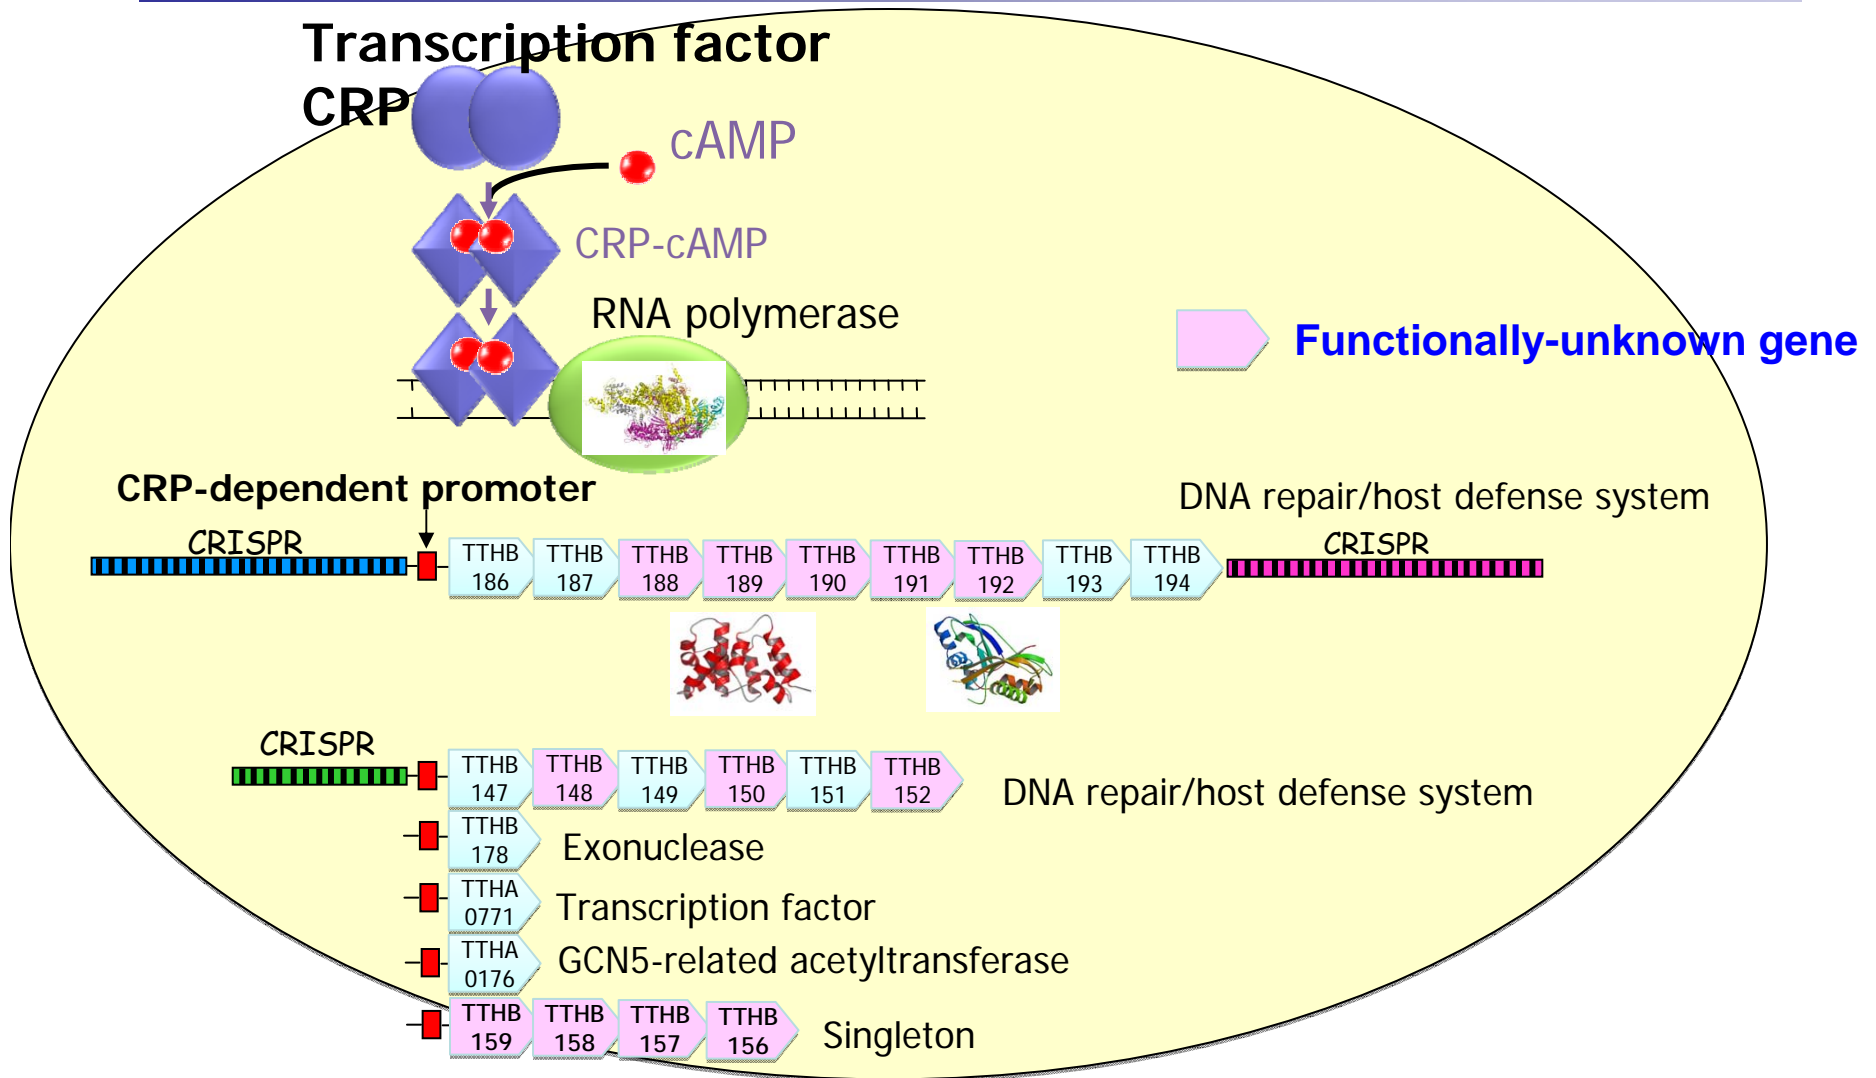 Transcription factor
CRP
cAMP
CRP-cAMP
RNA polymerase
Functionally-unknown gene
CRP-dependent promoter
DNA repair/host defense system
CRISPR
CRISPR
TTHB
186
TTHB
187
TTHB
188
TTHB
189
TTHB
190
TTHB
191
TTHB
192
TTHB
193
TTHB
194
CRISPR
TTHB
147
TTHB
148
TTHB
149
TTHB
150
TTHB
151
TTHB
152
DNA repair/host defense system
TTHB
178
Exonuclease
TTHA
0771
Transcription factor
TTHA
0176
GCN5-related acetyltransferase
TTHB
159
TTHB
158
TTHB
157
TTHB
156
Singleton